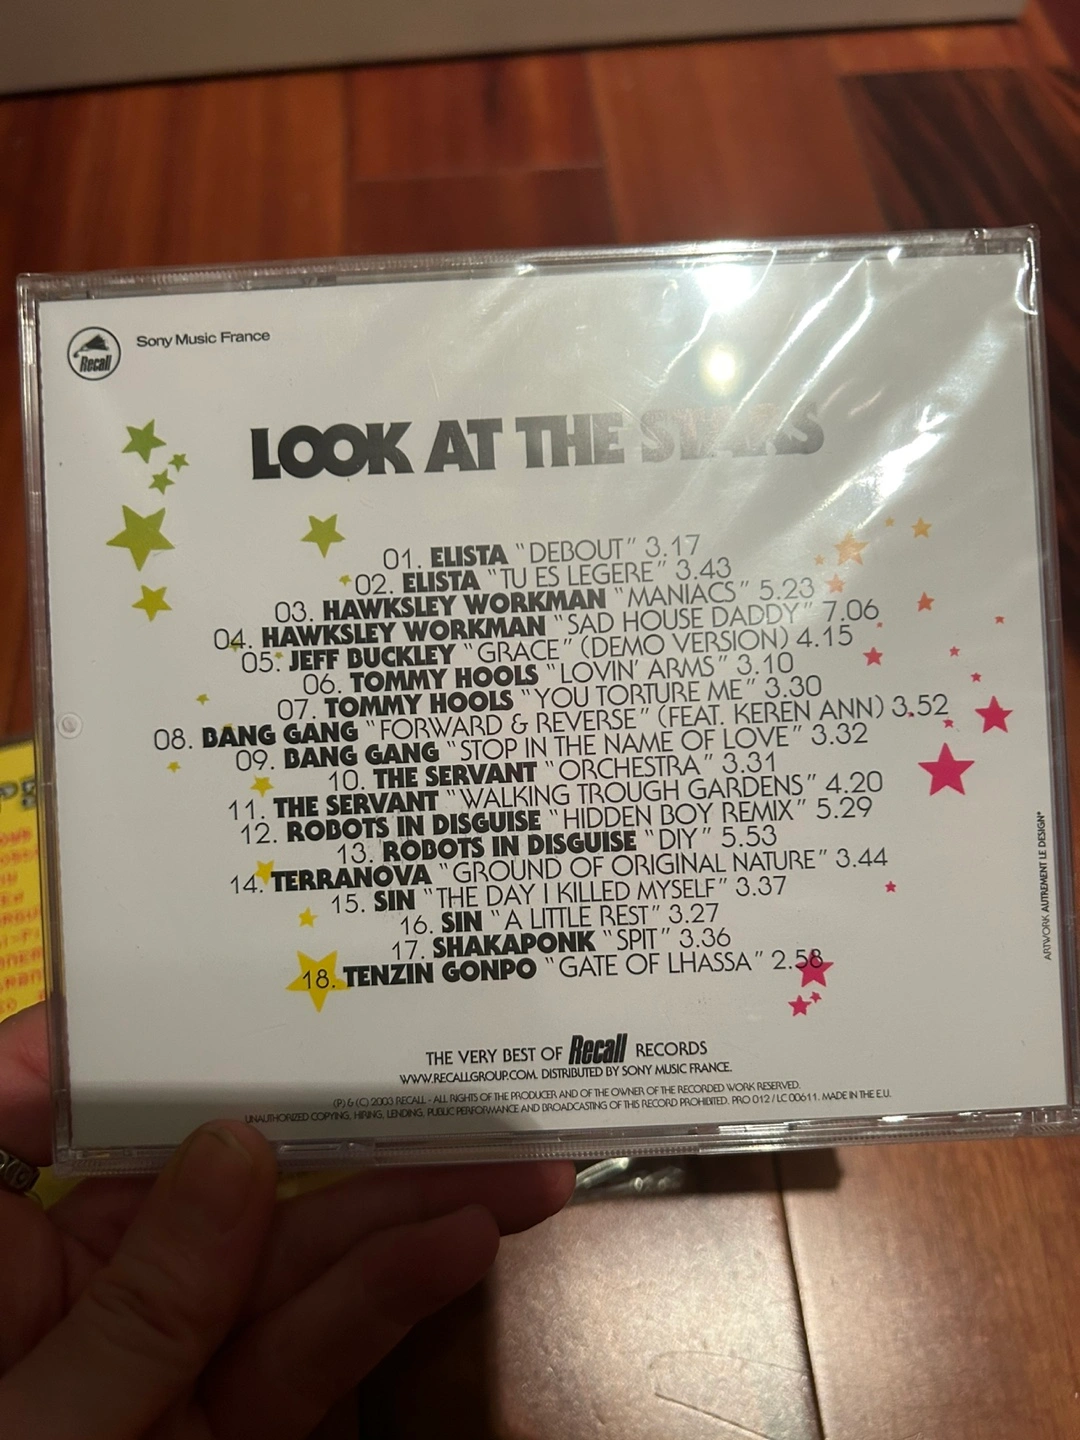 Recall
Sony Music France
LOOK AT THE STARS
01. ELISTA "DEBOUT" 3.17
02. ELISTA "TU ES LEGERE" 3.43
03. HAWKSLEY WORKMAN "MANIACS" 5.23
04. HAWKSLEY WORKMAN "SAD HOUSE DADDY" 7.06
05. JEFF BUCKLEY "GRACE" (DEMO VERSION) 4.15
06. TOMMY HOOLS "LOVIN' ARMS" 3.10
07. TOMMY HOOLS "YOU TORTURE ME" 3.30
08. BANG GANG "FORWARD & REVERSE" (FEAT. KEREN ANN) 3.52
09. BANG GANG "STOP IN THE NAME OF LOVE" 3.32
10. THE SERVANT "ORCHESTRA" 3.31
11. THE SERVANT "WALKING TROUGH GARDENS" 4.20
12. ROBOTS IN DISGUISE "HIDDEN BOY REMIX" 5.29
13. ROBOTS IN DISGUISE "DIY" 5.53
14. TERRANOVA "GROUND OF ORIGINAL NATURE" 3.44
15. SIN "THE DAY I KILLED MYSELF" 3.37
16. SIN "A LITTLE REST" 3.27
17. SHAKAPONK "SPIT" 3.36
18. TENZIN GONPO "GATE OF LHASSA" 2.58
THE VERY BEST OF Recall RECORDS
WWW.RECALLGROUP.COM. DISTRIBUTED BY SONY MUSIC FRANCE.
(P) & (C) 2003 RECALL - ALL RIGHTS OF THE PRODUCER AND OF THE OWNER OF THE RECORDED WORK RESERVED.
UNAUTHORIZED COPYING, HIRING, LENDING, PUBLIC PERFORMANCE AND BROADCASTING OF THIS RECORD PROHIBITED. PRO 012 / LC 00611. MADE IN THE E.U.
ARTWORK AUTREMENT LE DESIGN*